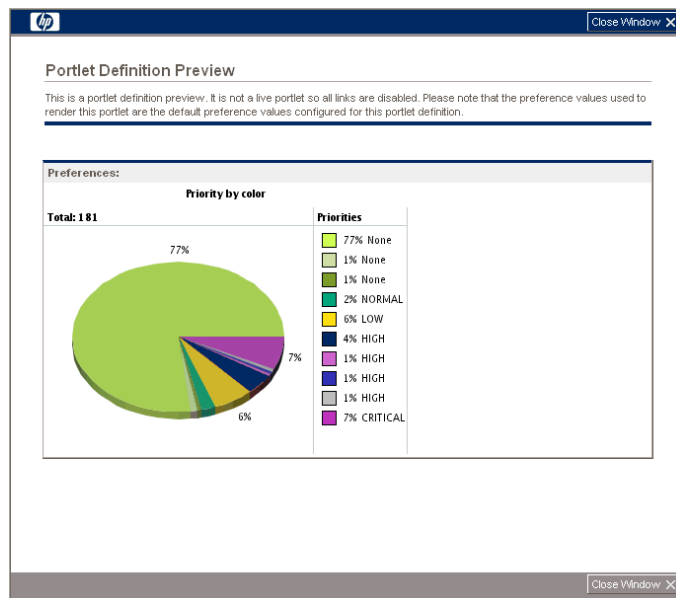 hp
Close Window X
Portlet Definition Preview
This is a portlet definition preview. It is not a live portlet so all links are disabled. Please note that the preference values used to
render this portlet are the default preference values configured for this portlet definition.
Preferences:
Priority by color
Total: 181
Priorities
77%
7%
6%
77% None
1% None
1% None
2% NORMAL
6% LOW
4% HIGH
1% HIGH
1% HIGH
1% HIGH
7% CRITICAL
Close Window X